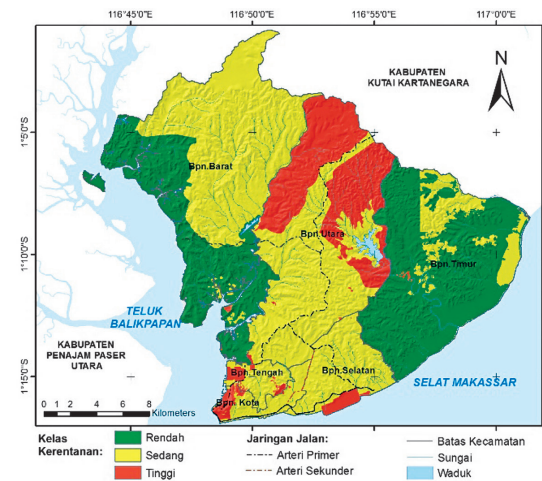 116°45'0"E 116°50'0"E 116°55'0"E 117°0'0"E
KABUPATEN
KUTAI KARTANEGARA
N
1°5'0"S
1°10'0"S
1°15'0"S
Bpn.Barat
Bpn.Utara
Bpn.Timur
TELUK
BALIKPAPAN
KABUPATEN
PENAJAM PASER
UTARA
Bpn.Tengah
Bpn.Selatan
Bpn. Kota
SELAT MAKASSAR
0 1 2 4 6 8
Kilometers
Kelas
Kerentanan:
Rendah
Sedang
Tinggi
Jaringan Jalan:
Arteri Primer
Arteri Sekunder
Batas Kecamatan
Sungai
Waduk